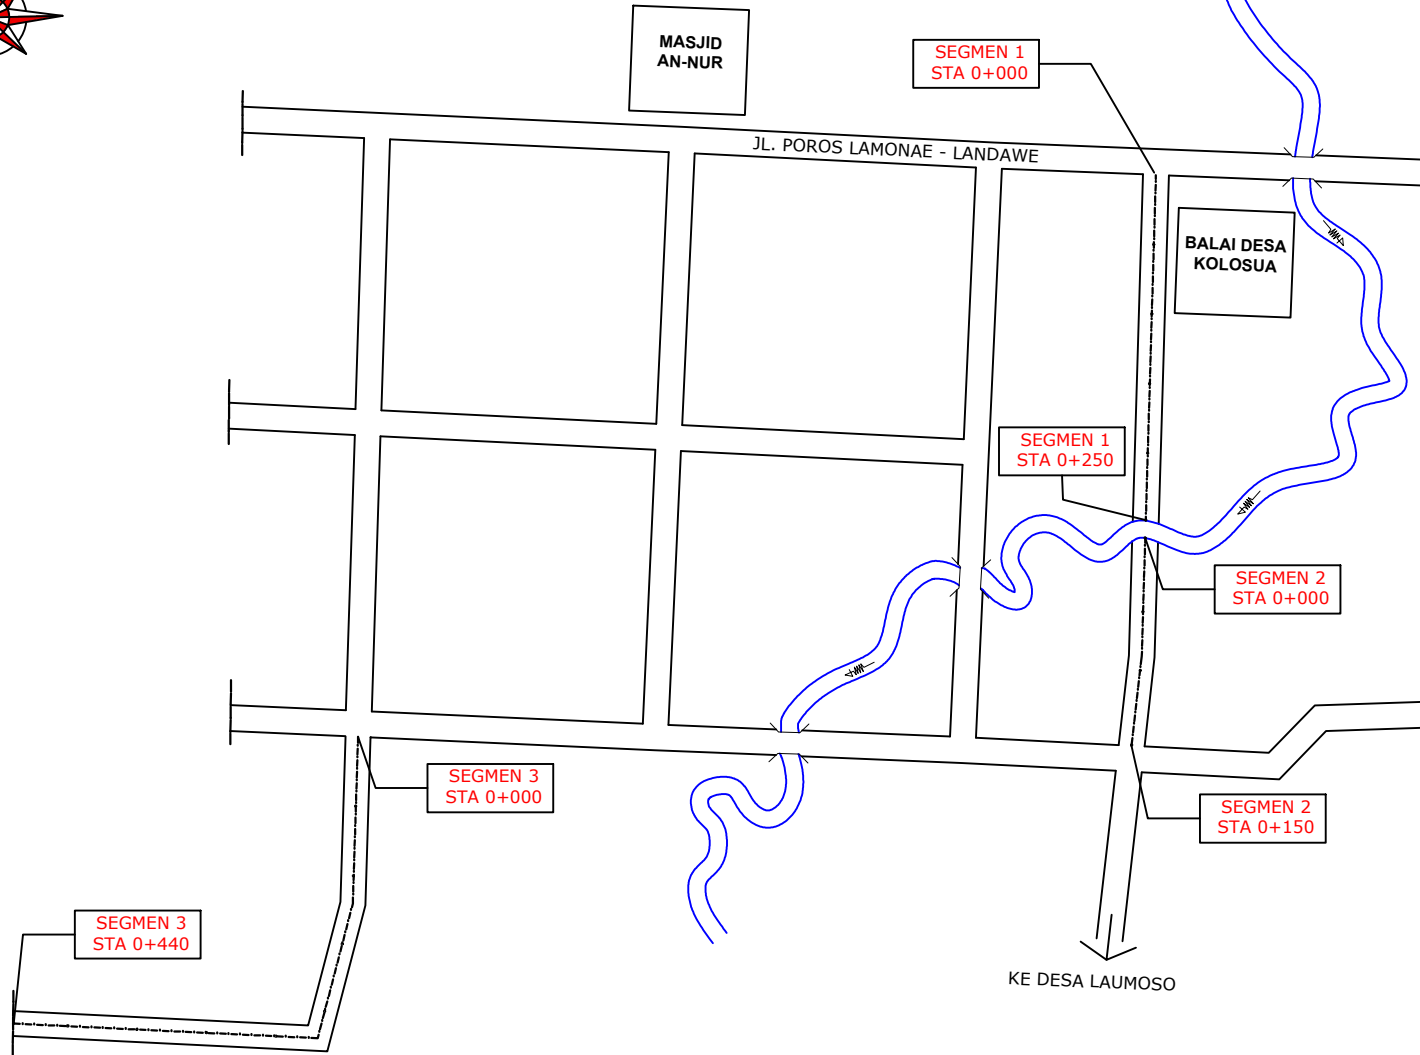 MASJID
AN-NUR
SEGMEN 1
STA 0+000
JL. POROS LAMONAE - LANDAWE
BALAI DESA
KOLOSUA
SEGMEN 1
STA 0+250
SEGMEN 2
STA 0+000
SEGMEN 3
STA 0+000
SEGMEN 2
STA 0+150
SEGMEN 3
STA 0+440
KE DESA LAUMOSO